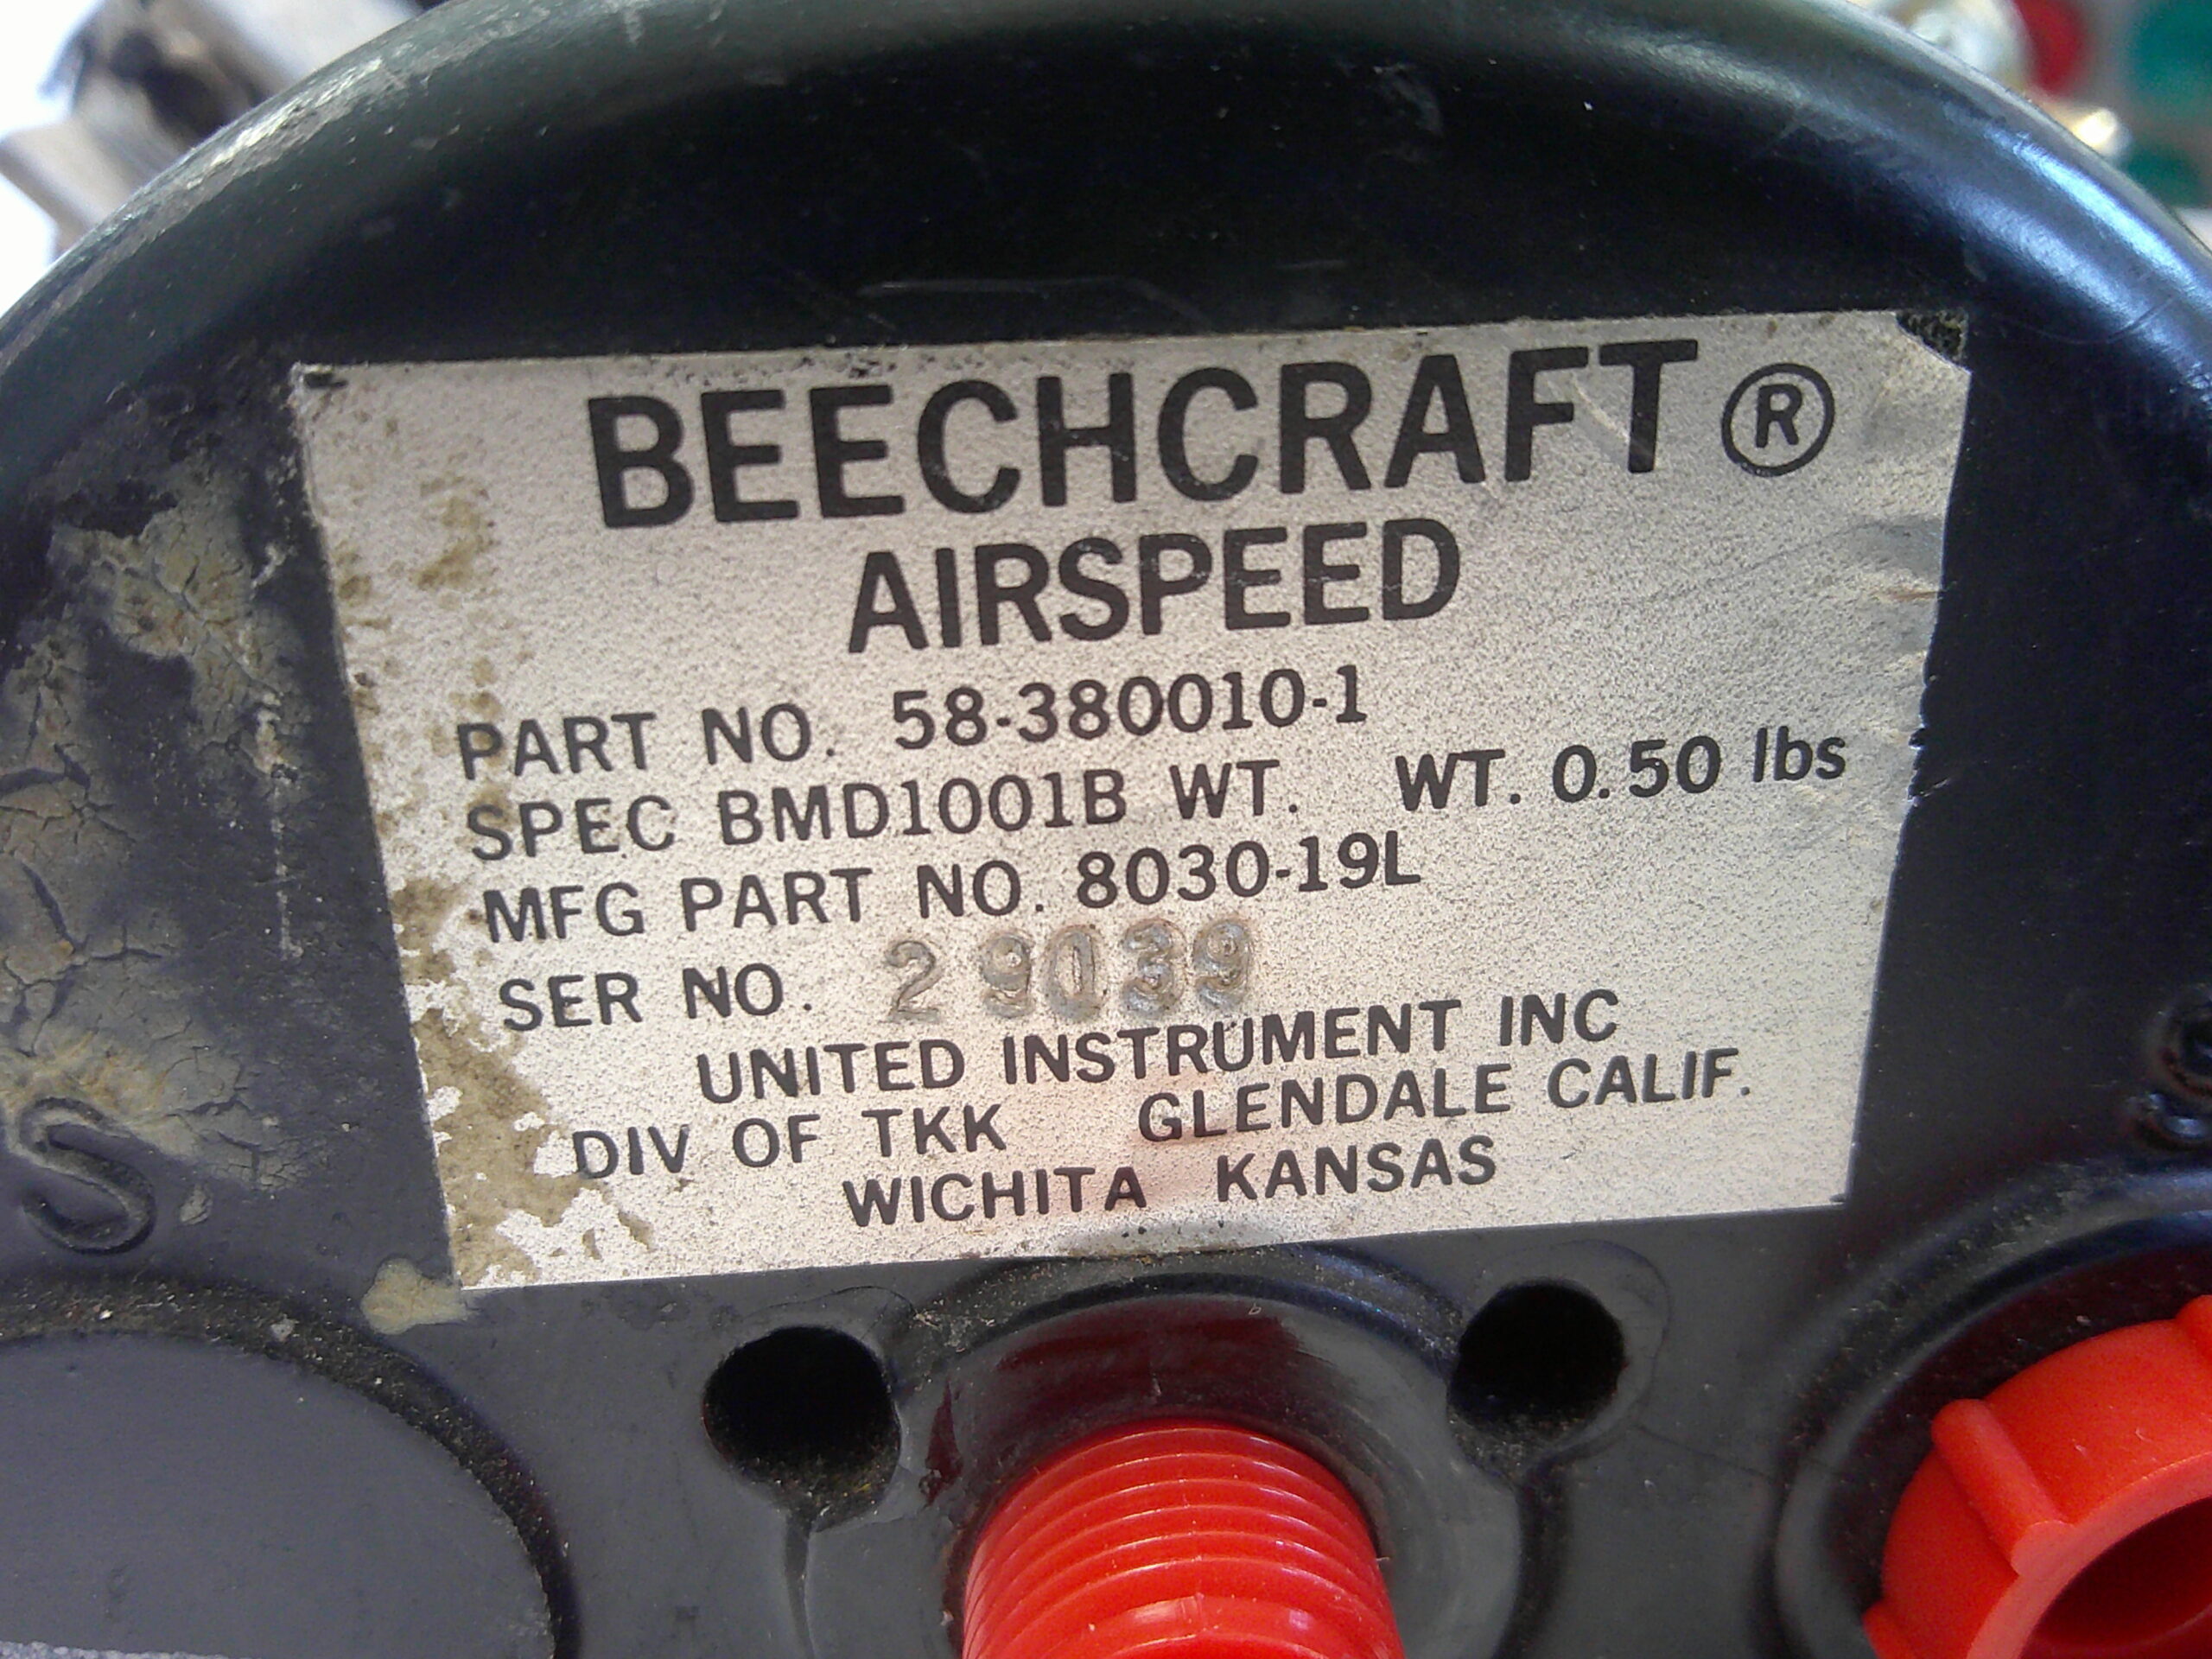 BEECHCRAFT ®
AIRSPEED
PART NO. 58-380010-1
SPEC BMD1001B WT. WT. 0.50 lbs
MFG PART NO. 8030-19L
SER NO. 29039
UNITED INSTRUMENT INC
DIV OF TKK GLENDALE CALIF.
WICHITA KANSAS
S